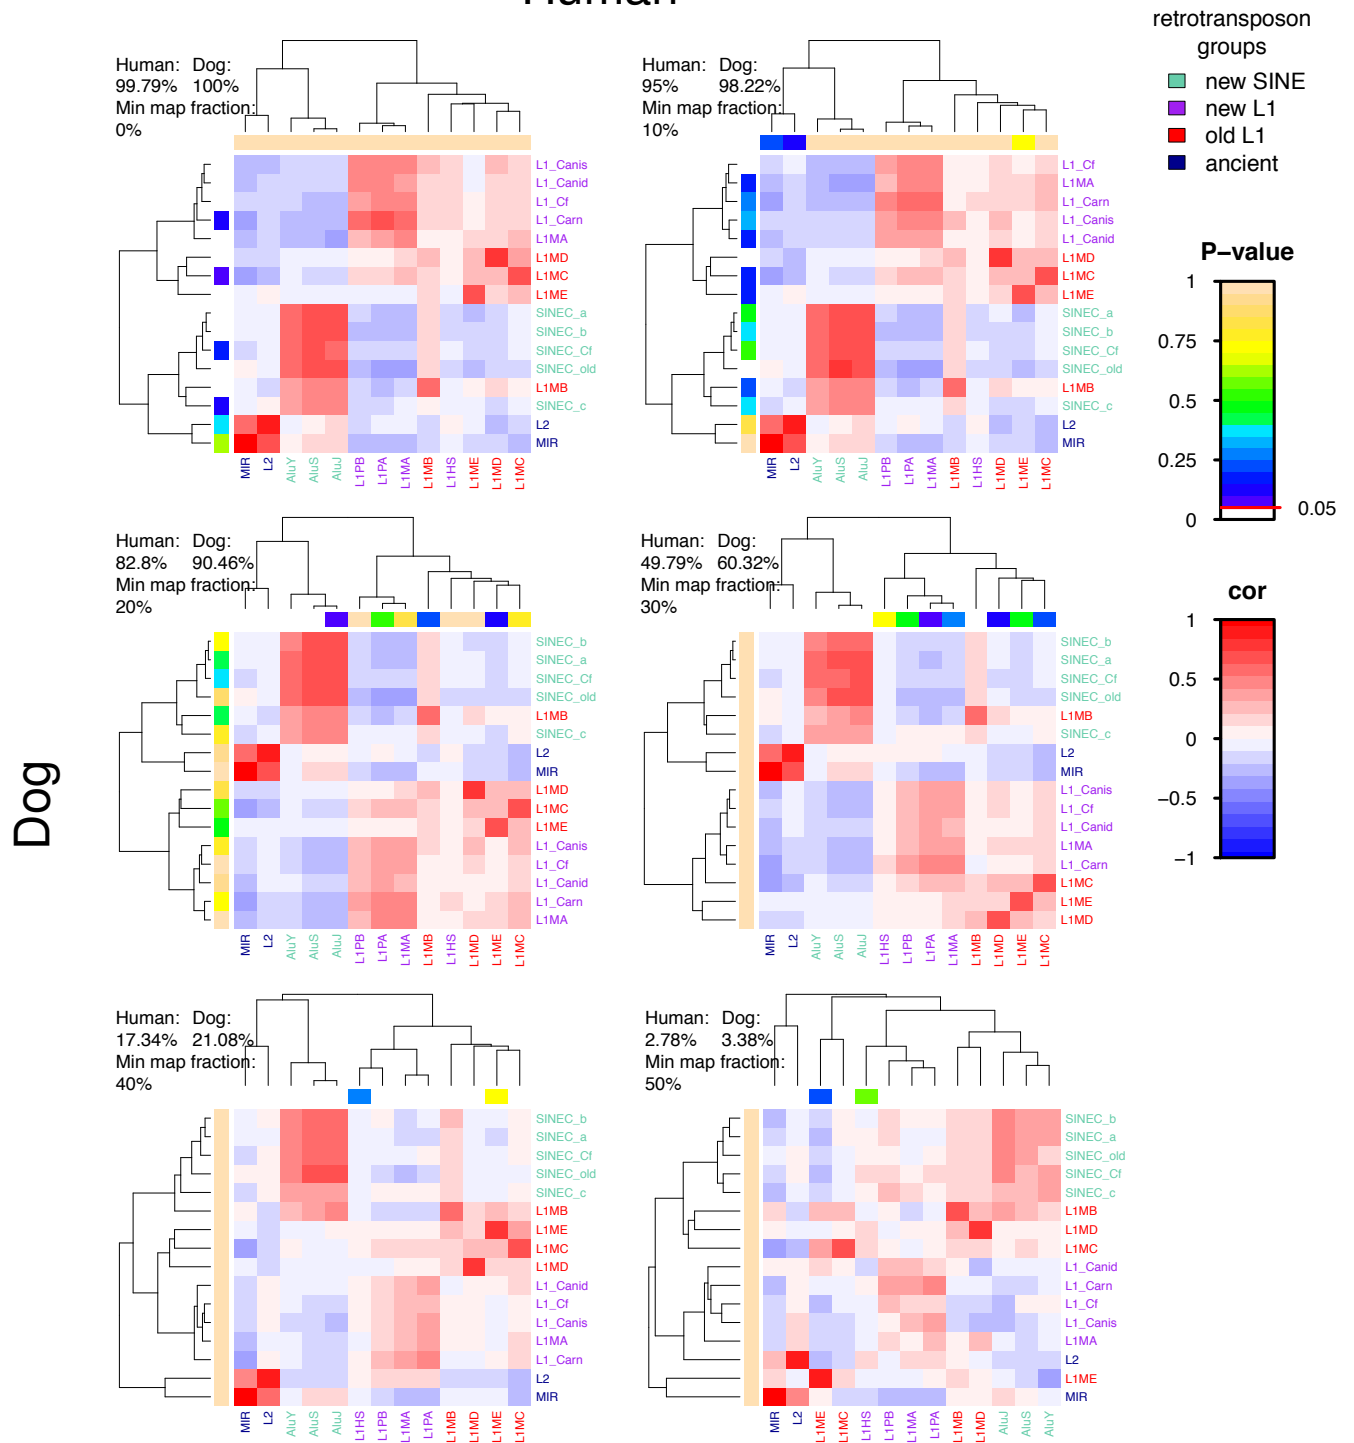 Human
retrotransposon
groups
new SINE
new L1
old L1
ancient
P−value
1
0.75
0.5
0.25
0
0.05
cor
1
0.5
0
−0.5
−1
Dog
Human: Dog:
99.79% 100%
Min map fraction:
0%
L1_Canis
L1_Canid
L1_Cf
L1_Carn
L1MA
L1MD
L1MC
L1ME
SINEC_a
SINEC_b
SINEC_Cf
SINEC_old
L1MB
SINEC_c
L2
MIR
MIR L2 AluY AluS AluJ L1PB L1PA L1MA L1MB L1HS L1ME L1MD L1MC
Human: Dog:
95% 98.22%
Min map fraction:
10%
L1_Cf
L1MA
L1_Carn
L1_Canis
L1_Canid
L1MD
L1MC
L1ME
SINEC_a
SINEC_b
SINEC_Cf
SINEC_old
L1MB
SINEC_c
L2
MIR
MIR L2 AluY AluS AluJ L1PB L1PA L1MA L1MB L1HS L1MD L1ME L1MC
Human: Dog:
82.8% 90.46%
Min map fraction:
20%
SINEC_b
SINEC_a
SINEC_Cf
SINEC_old
L1MB
SINEC_c
L2
MIR
L1MD
L1MC
L1ME
L1_Canis
L1_Cf
L1_Canid
L1_Carn
L1MA
MIR L2 AluY AluS AluJ L1PB L1PA L1MA L1MB L1HS L1MD L1ME L1MC
Human: Dog:
49.79% 60.32%
Min map fraction:
30%
SINEC_b
SINEC_a
SINEC_Cf
SINEC_old
L1MB
SINEC_c
L2
MIR
L1_Canis
L1_Cf
L1_Canid
L1MA
L1_Carn
L1MC
L1ME
L1MD
MIR L2 AluY AluS AluJ L1HS L1PB L1PA L1MA L1MB L1MD L1ME L1MC
Human: Dog:
17.34% 21.08%
Min map fraction:
40%
SINEC_b
SINEC_a
SINEC_Cf
SINEC_old
SINEC_c
L1MB
L1ME
L1MC
L1MD
L1_Canid
L1_Cf
L1_Canis
L1MA
L1_Carn
L2
MIR
MIR L2 AluY AluS AluJ L1HS L1PB L1MA L1PA L1MB L1MD L1ME L1MC
Human: Dog:
2.78% 3.38%
Min map fraction:
50%
SINEC_b
SINEC_a
SINEC_old
SINEC_Cf
SINEC_c
L1MB
L1MD
L1MC
L1_Canid
L1_Carn
L1_Cf
L1_Canis
L1MA
L2
L1ME
MIR
MIR L2 L1ME L1MC L1HS L1PB L1MA L1PA L1MB L1MD AluJ AluS AluY